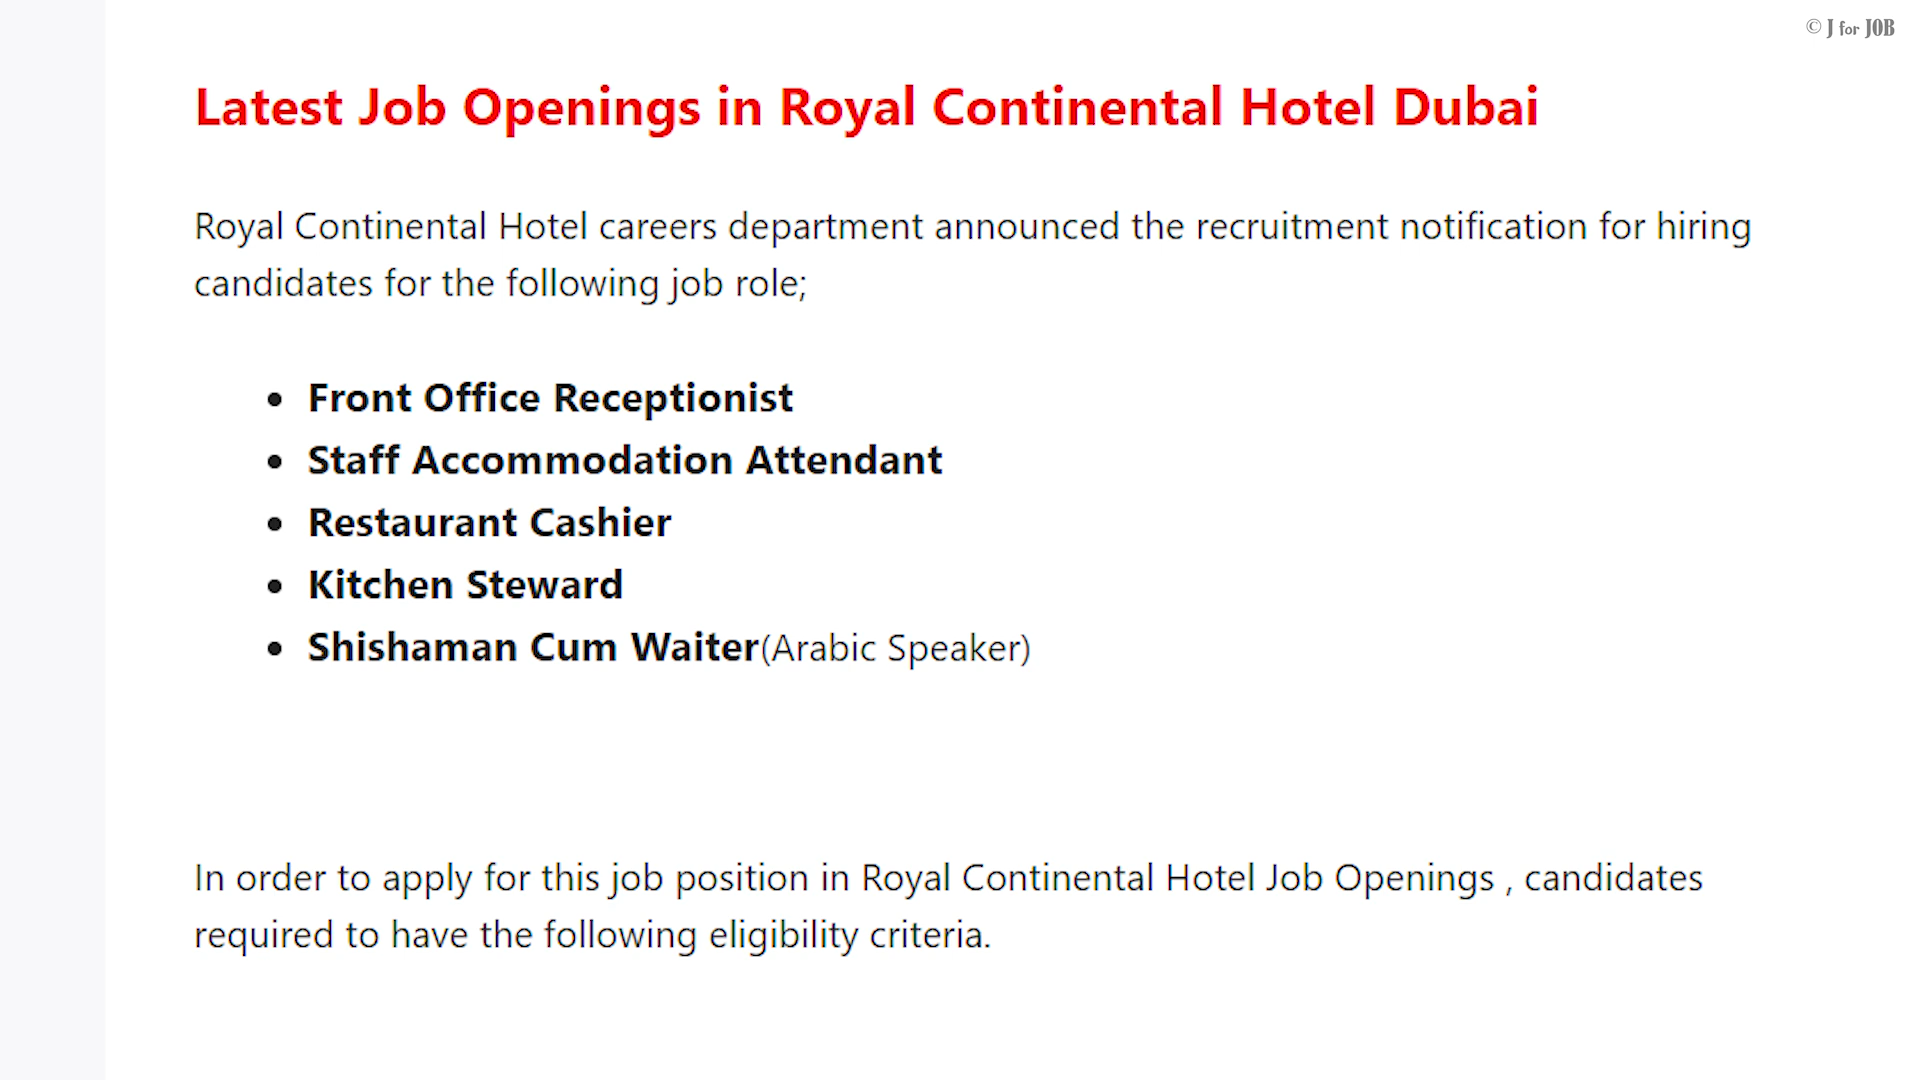 © J for JOB
Latest Job Openings in Royal Continental Hotel Dubai
Royal Continental Hotel careers department announced the recruitment notification for hiring
candidates for the following job role;
• Front Office Receptionist
• Staff Accommodation Attendant
• Restaurant Cashier
• Kitchen Steward
• Shishaman Cum Waiter(Arabic Speaker)
In order to apply for this job position in Royal Continental Hotel Job Openings , candidates
required to have the following eligibility criteria.